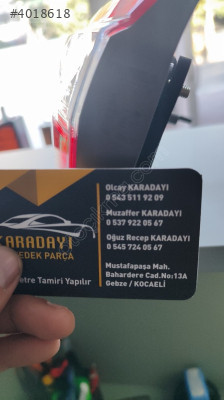 #4018618
Olcay KARADAYI
0 543 511 92 09
Muzaffer KARADAYI
0 537 922 05 67
Oğuz Recep KARADAYI
0 545 724 05 67
Mustafapaşa Mah.
Bahardere Cad.No:13A
Gebze / KOCAELİ
KARADAYI
EDEK PARÇA
etre Tamiri Yapılır